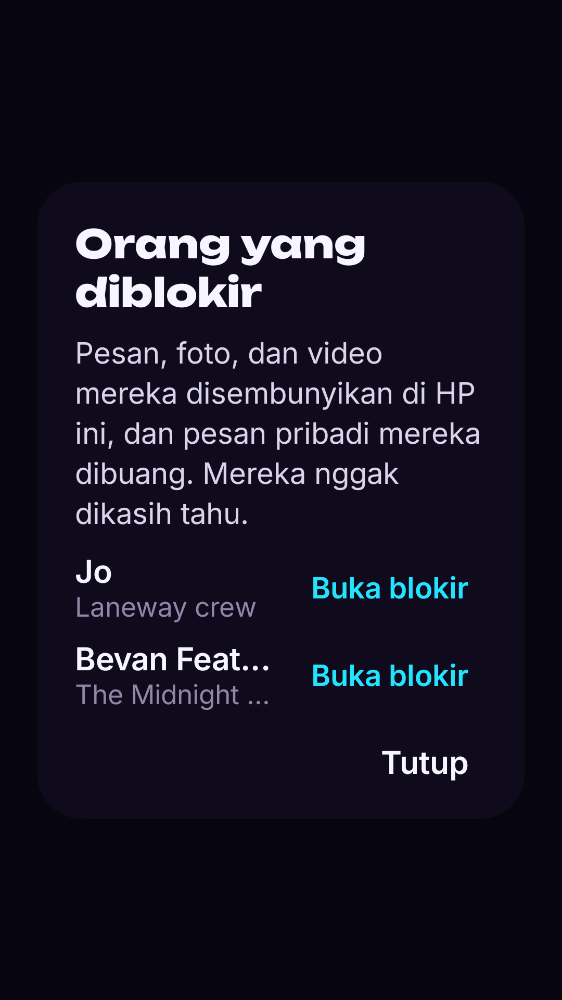 Orang yang
diblokir
Pesan, foto, dan video
mereka disembunyikan di HP
ini, dan pesan pribadi mereka
dibuang. Mereka nggak
dikasih tahu.
Jo
Laneway crew
Buka blokir
Bevan Feat...
The Midnight ...
Buka blokir
Tutup